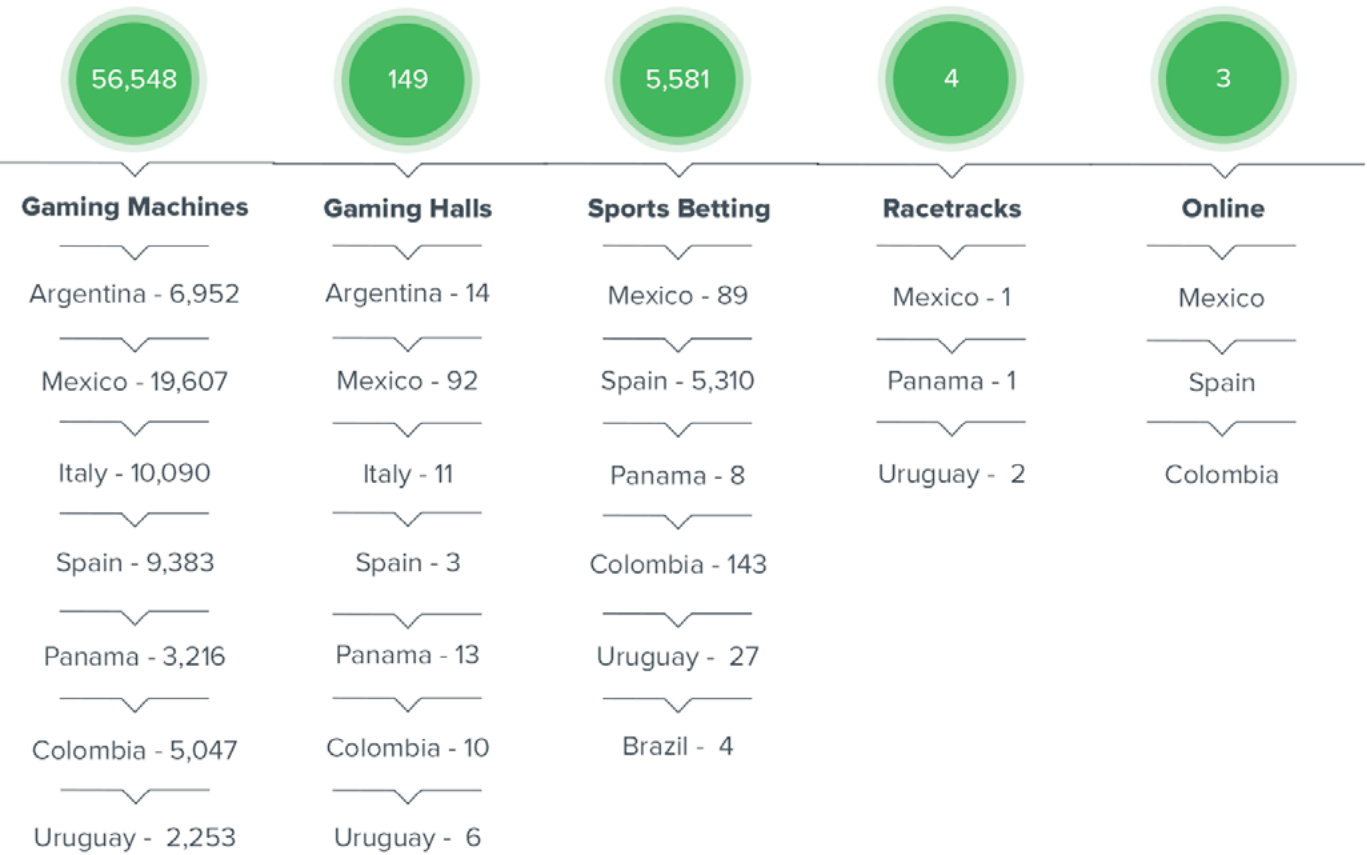 56,548
149
5,581
4
3
Gaming Machines
Gaming Halls
Sports Betting
Racetracks
Online
Argentina - 6,952
Argentina - 14
Mexico - 89
Mexico - 1
Mexico
Mexico - 19,607
Mexico - 92
Spain - 5,310
Panama - 1
Spain
Italy - 10,090
Italy - 11
Panama - 8
Uruguay - 2
Colombia
Spain - 9,383
Spain - 3
Colombia - 143
Panama - 3,216
Panama - 13
Uruguay - 27
Colombia - 5,047
Colombia - 10
Brazil - 4
Uruguay - 2,253
Uruguay - 6